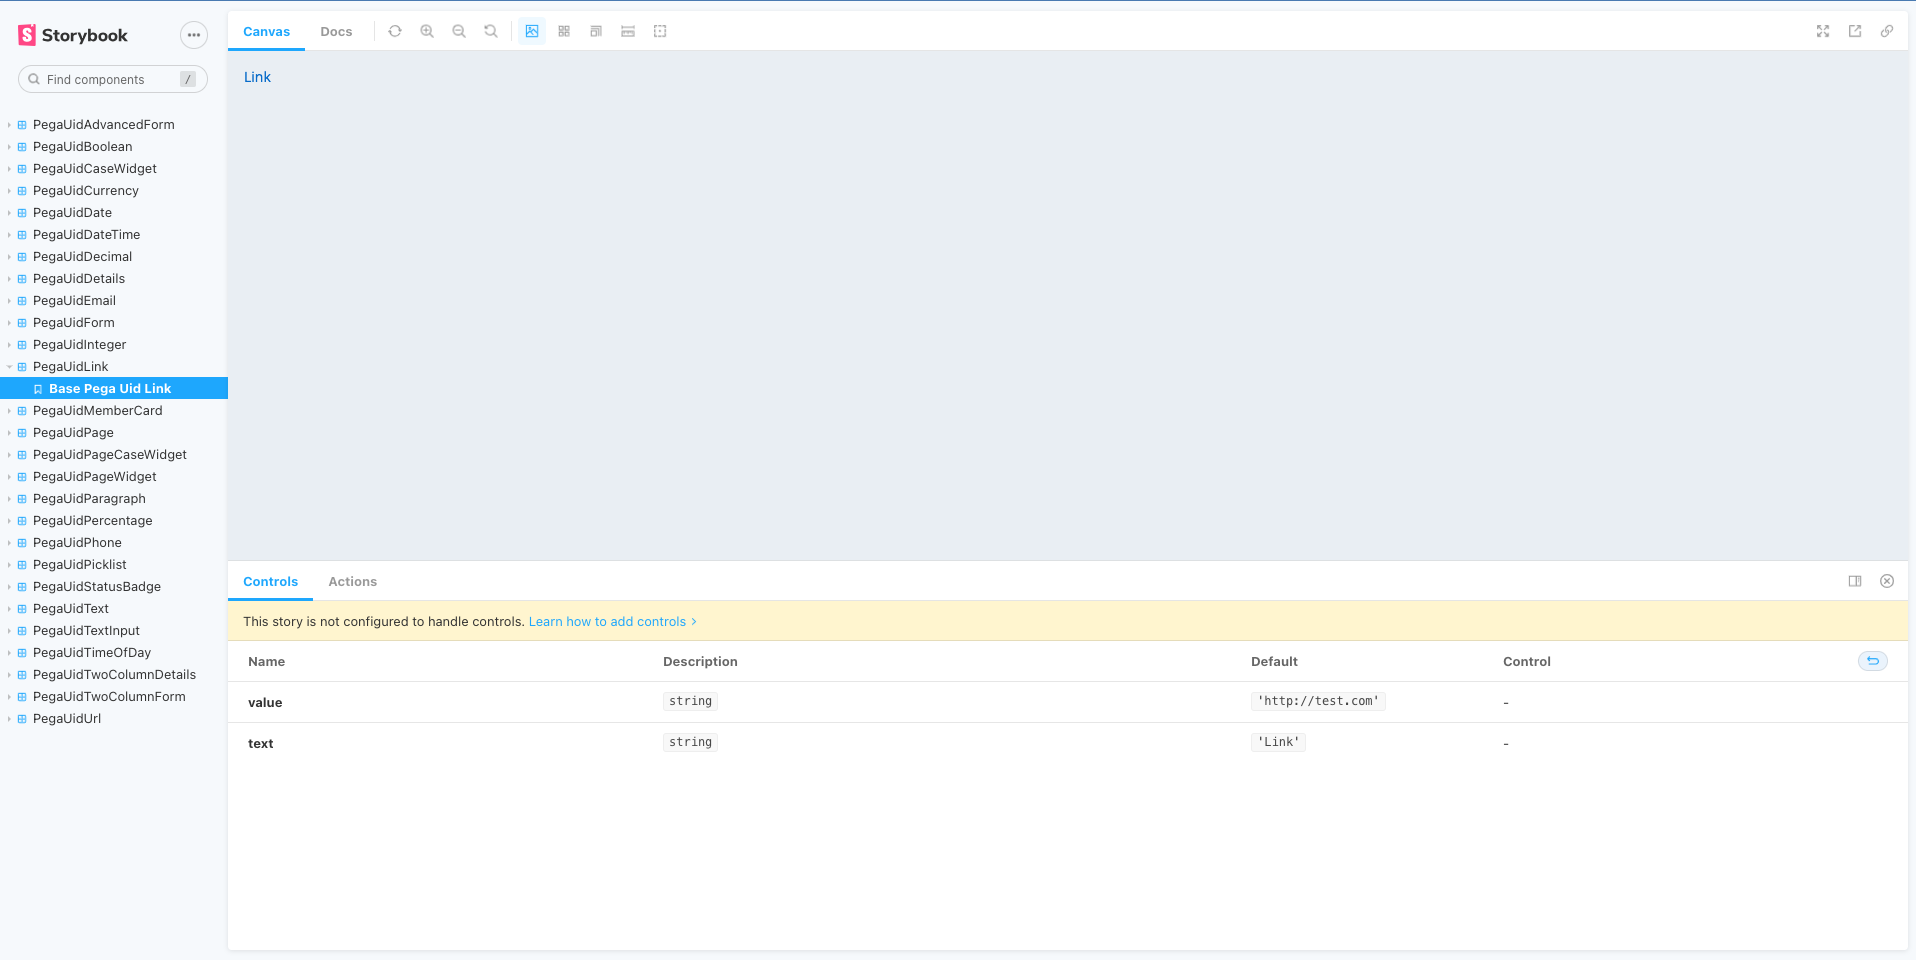 Storybook
Find components /
PegaUidAdvancedForm
PegaUidBoolean
PegaUidCaseWidget
PegaUidCurrency
PegaUidDate
PegaUidDateTime
PegaUidDecimal
PegaUidDetails
PegaUidEmail
PegaUidForm
PegaUidInteger
PegaUidLink
Base Pega Uid Link
PegaUidMemberCard
PegaUidPage
PegaUidPageCaseWidget
PegaUidPageWidget
PegaUidParagraph
PegaUidPercentage
PegaUidPhone
PegaUidPicklist
PegaUidStatusBadge
PegaUidText
PegaUidTextInput
PegaUidTimeOfDay
PegaUidTwoColumnDetails
PegaUidTwoColumnForm
PegaUidUrl
Canvas Docs
Link
Controls Actions
This story is not configured to handle controls. Learn how to add controls
Name Description Default Control
value string 'http://test.com' -
text string 'Link' -